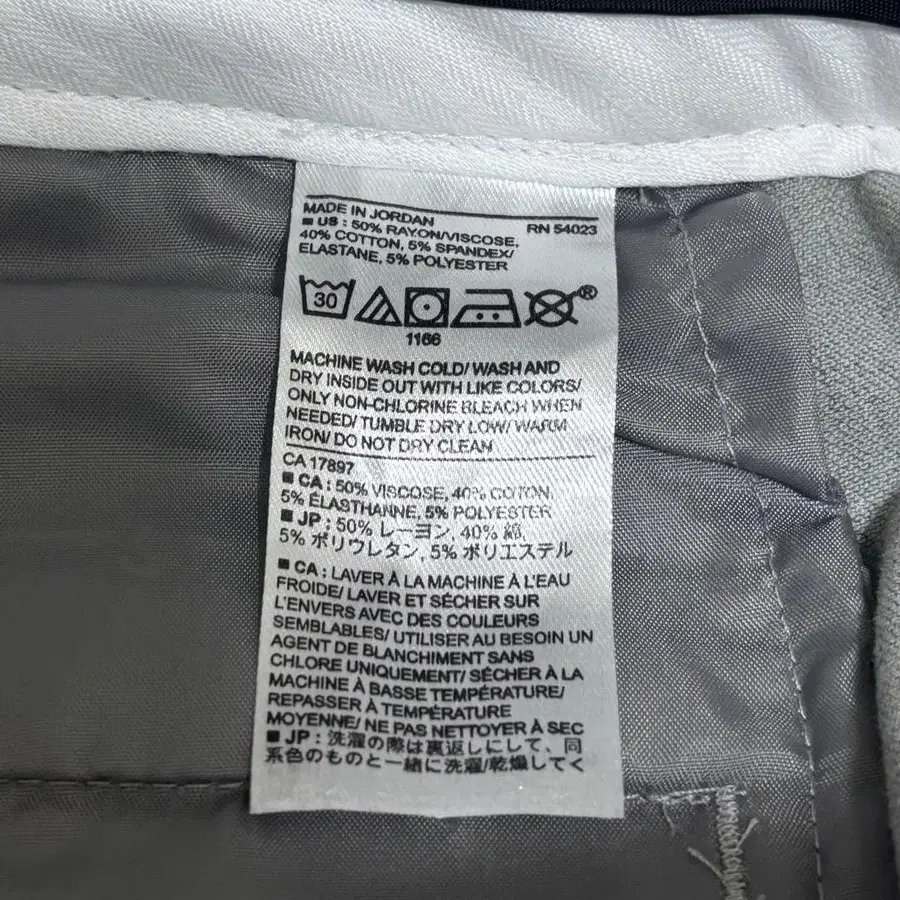 MADE IN JORDAN RN 54023
■ US : 50% RAYON/VISCOSE,
40% COTTON, 5% SPANDEX/
ELASTANE, 5% POLYESTER
30 ®
1166
MACHINE WASH COLD/ WASH AND
DRY INSIDE OUT WITH LIKE COLORS/
ONLY NON-CHLORINE BLEACH WHEN
NEEDED/ TUMBLE DRY LOW/ WARM
IRON/ DO NOT DRY CLEAN
CA 17897
■ CA : 50% VISCOSE, 40% COTON,
5% ÉLASTHANNE, 5% POLYESTER
■ JP : 50% レーヨン, 40% 綿,
5% ポリウレタン, 5% ポリエステル
■ CA : LAVER À LA MACHINE À L'EAU
FROIDE/ LAVER ET SÉCHER SUR
L'ENVERS AVEC DES COULEURS
SEMBLABLES/ UTILISER AU BESOIN UN
AGENT DE BLANCHIMENT SANS
CHLORE UNIQUEMENT/ SÉCHER À LA
MACHINE À BASSE TEMPÉRATURE/
REPASSER À TEMPÉRATURE
MOYENNE/ NE PAS NETTOYER À SEC
■ JP : 洗濯の際は裏返しにして、同
系色のものと一緒に洗濯/乾燥してく